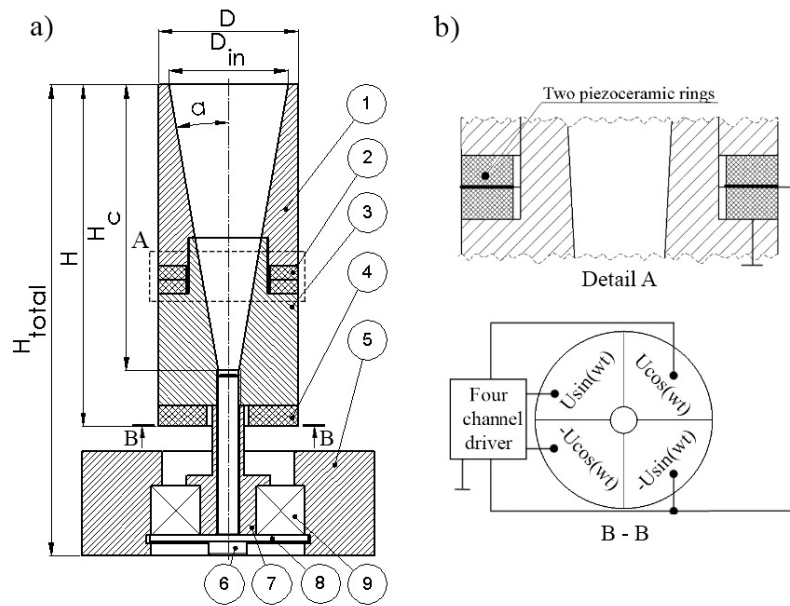 a)
D
D in
a
H c
H
H total
A
B
B
1
2
3
4
5
6
7
8
9
b)
Two piezoceramic rings
Detail A
Four
channel
driver
Usin(wt)
Ucos(wt)
-Ucos(wt)
-Usin(wt)
B - B